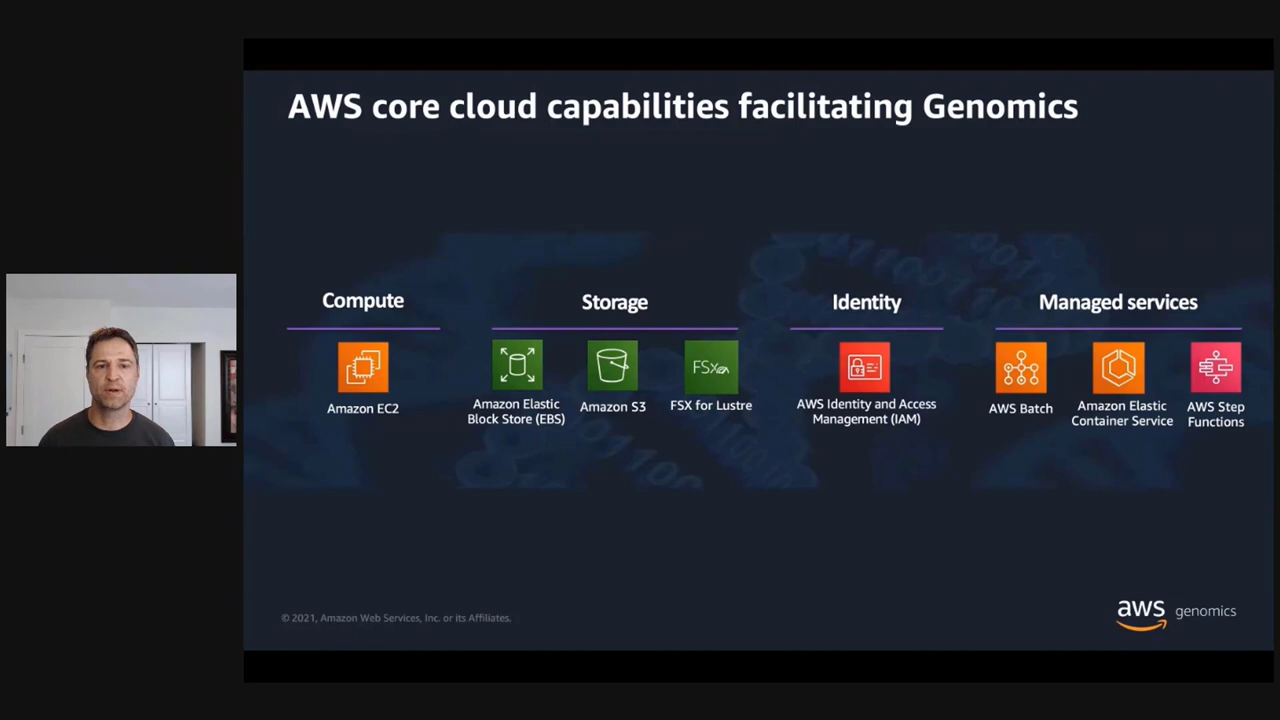 AWS core cloud capabilities facilitating Genomics
Compute
Storage
Identity
Managed services
FSx
Amazon EC2
Amazon Elastic
Block Store (EBS)
Amazon S3
FSX for Lustre
AWS Identity and Access
Management (IAM)
AWS Batch
Amazon Elastic
Container Service
AWS Step
Functions
© 2021, Amazon Web Services, Inc. or its Affiliates.
aws genomics